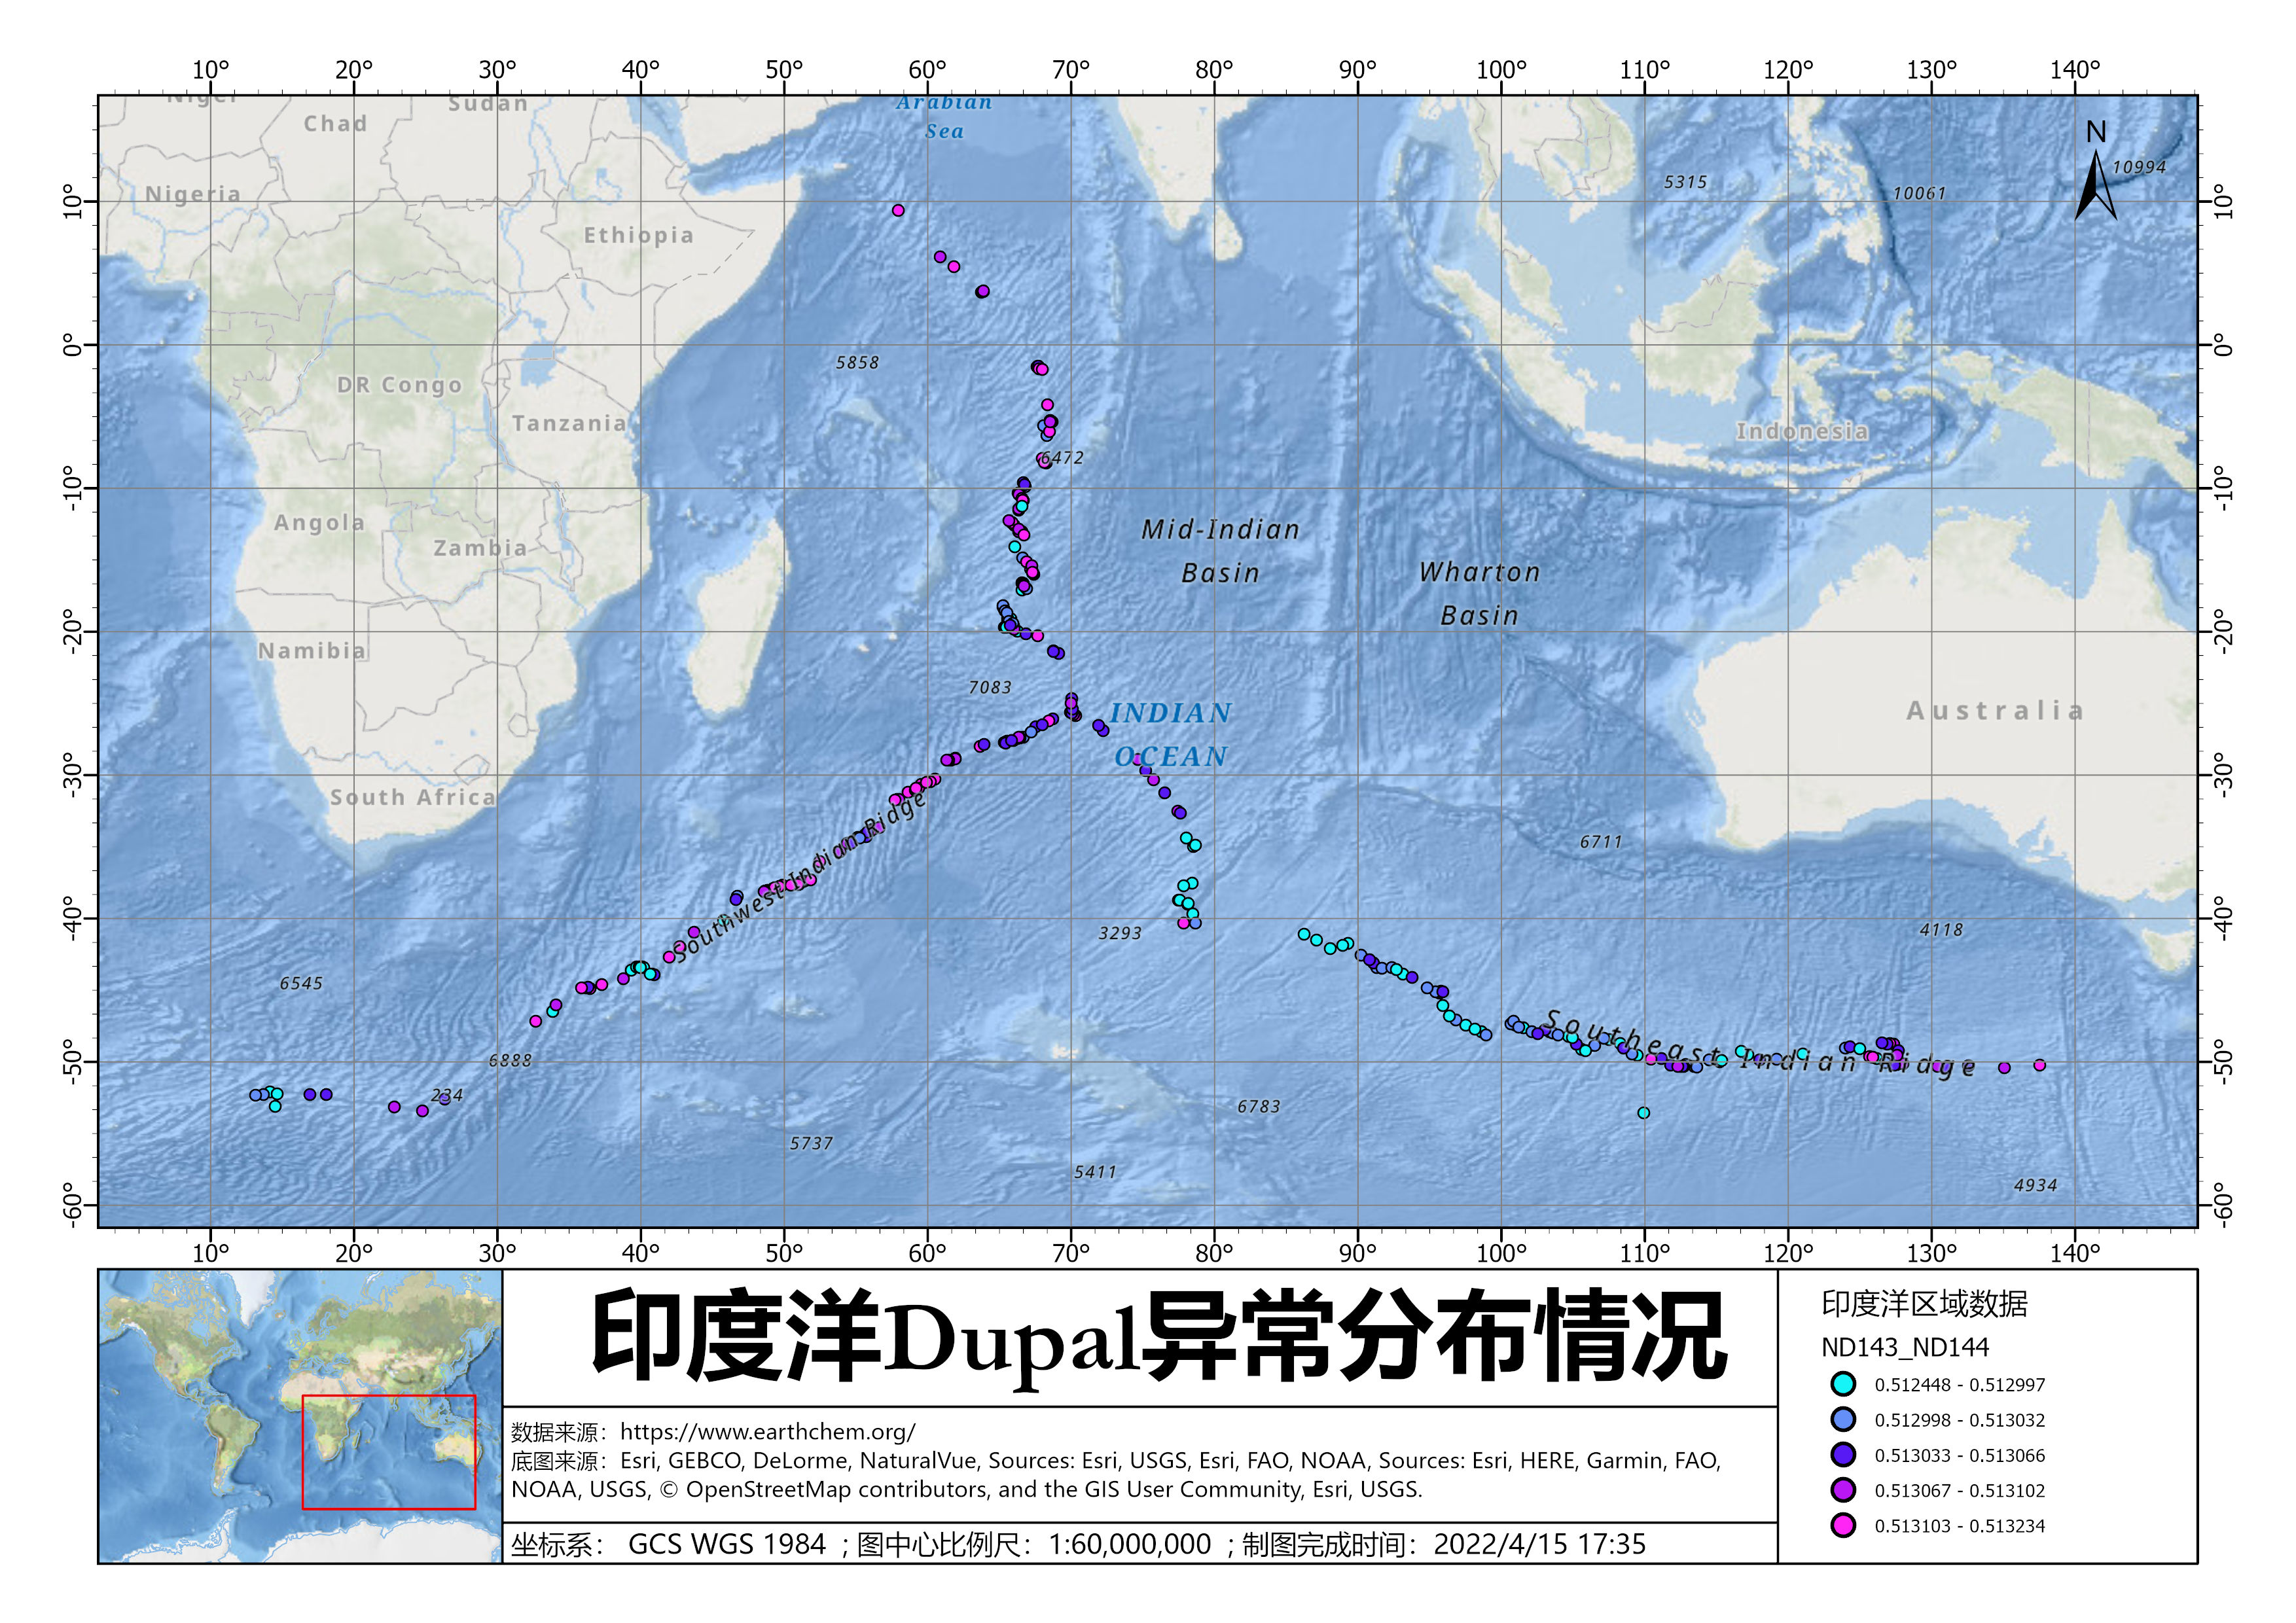 10° 20° 30° 40° 50° 60° 70° 80° 90° 100° 110° 120° 130° 140°
Niger
Sudan
Arabian
Sea
Chad
N
10994
5315
10061
Nigeria
10°
10°
Ethiopia
0°
0°
5858
DR Congo
Tanzania
Indonesia
6472
-10°
-10°
Angola
Zambia
Mid-Indian
Basin
Wharton
Basin
-20°
-20°
Namibia
7083
INDIAN
OCEAN
Australia
-30°
-30°
South Africa
Southwest Indian Ridge
6711
-40°
-40°
3293
4118
6545
Southeast Indian Ridge
-50°
-50°
6888
234
6783
5737
5411
4934
-60°
-60°
10° 20° 30° 40° 50° 60° 70° 80° 90° 100° 110° 120° 130° 140°
印度洋Dupal异常分布情况
数据来源：https://www.earthchem.org/
底图来源：Esri, GEBCO, DeLorme, NaturalVue, Sources: Esri, USGS, Esri, FAO, NOAA, Sources: Esri, HERE, Garmin, FAO,
NOAA, USGS, © OpenStreetMap contributors, and the GIS User Community, Esri, USGS.
坐标系： GCS WGS 1984 ；图中心比例尺：1:60,000,000 ；制图完成时间：2022/4/15 17:35
印度洋区域数据
ND143_ND144
0.512448 - 0.512997
0.512998 - 0.513032
0.513033 - 0.513066
0.513067 - 0.513102
0.513103 - 0.513234